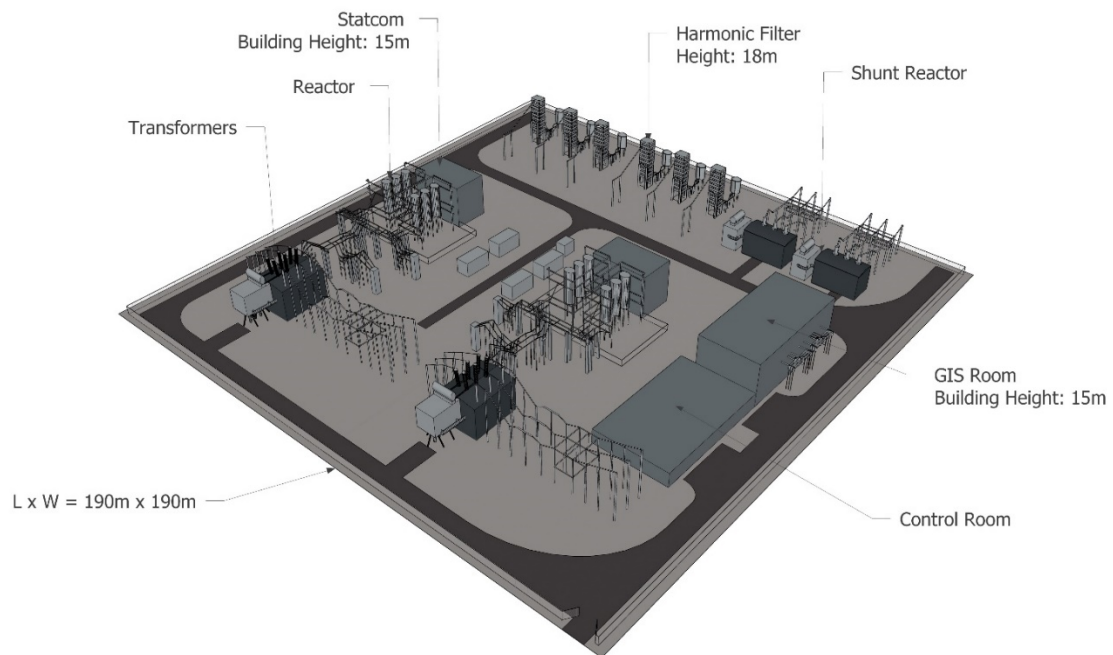 Statcom
Building Height: 15m
Harmonic Filter
Height: 18m
Shunt Reactor
Reactor
Transformers
GIS Room
Building Height: 15m
L x W = 190m x 190m
Control Room